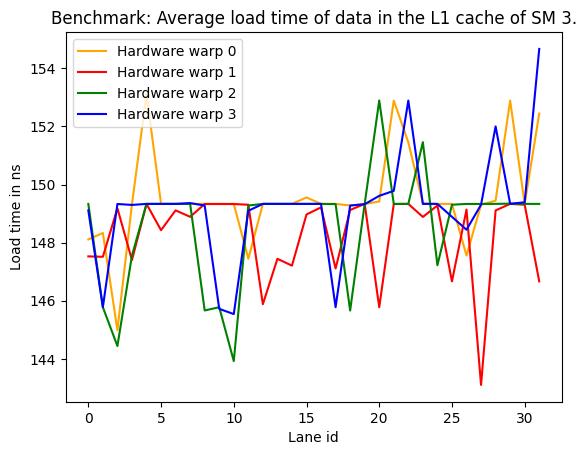 Benchmark: Average load time of data in the L1 cache of SM 3.
Hardware warp 0
Hardware warp 1
Hardware warp 2
Hardware warp 3
154
152
150
148
146
144
Load time in ns
0 5 10 15 20 25 30
Lane id